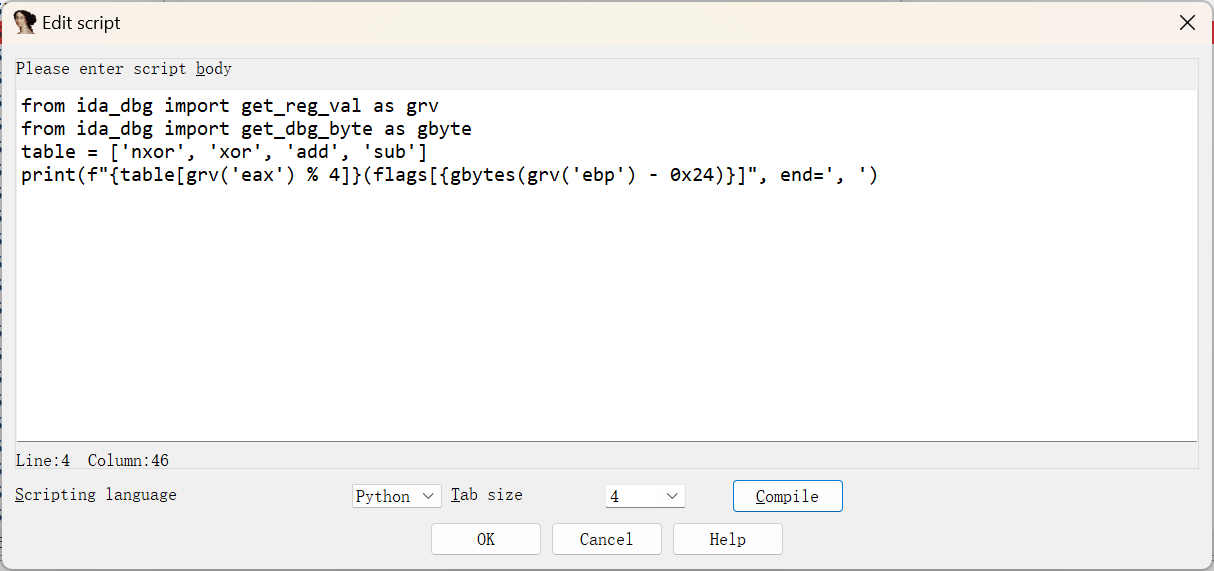 Edit script
Please enter script body
from ida_dbg import get_reg_val as grv
from ida_dbg import get_dbg_byte as gbyte
table = ['nxor', 'xor', 'add', 'sub']
print(f"{table[grv('eax') % 4]}(flags[{gbytes(grv('ebp') - 0x24)}]", end=', ')
Line:4  Column:46
Scripting language Python Tab size 4 Compile
OK Cancel Help